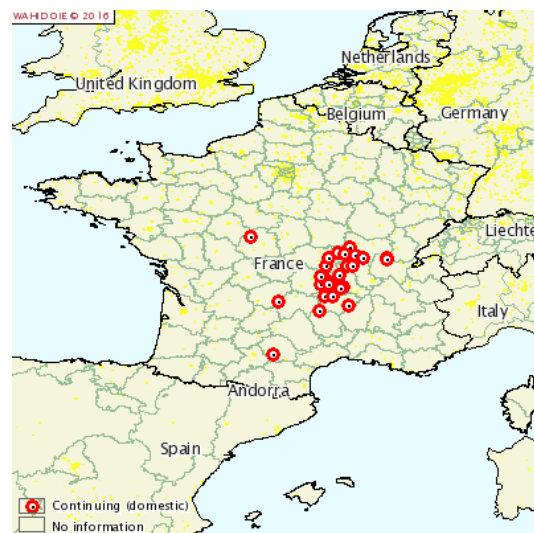 WAHIDOIE © 2016
Netherlands
United Kingdom
Belgium
Germany
Liechte
France
Italy
Andorra
Spain
Continuing (domestic)
No information